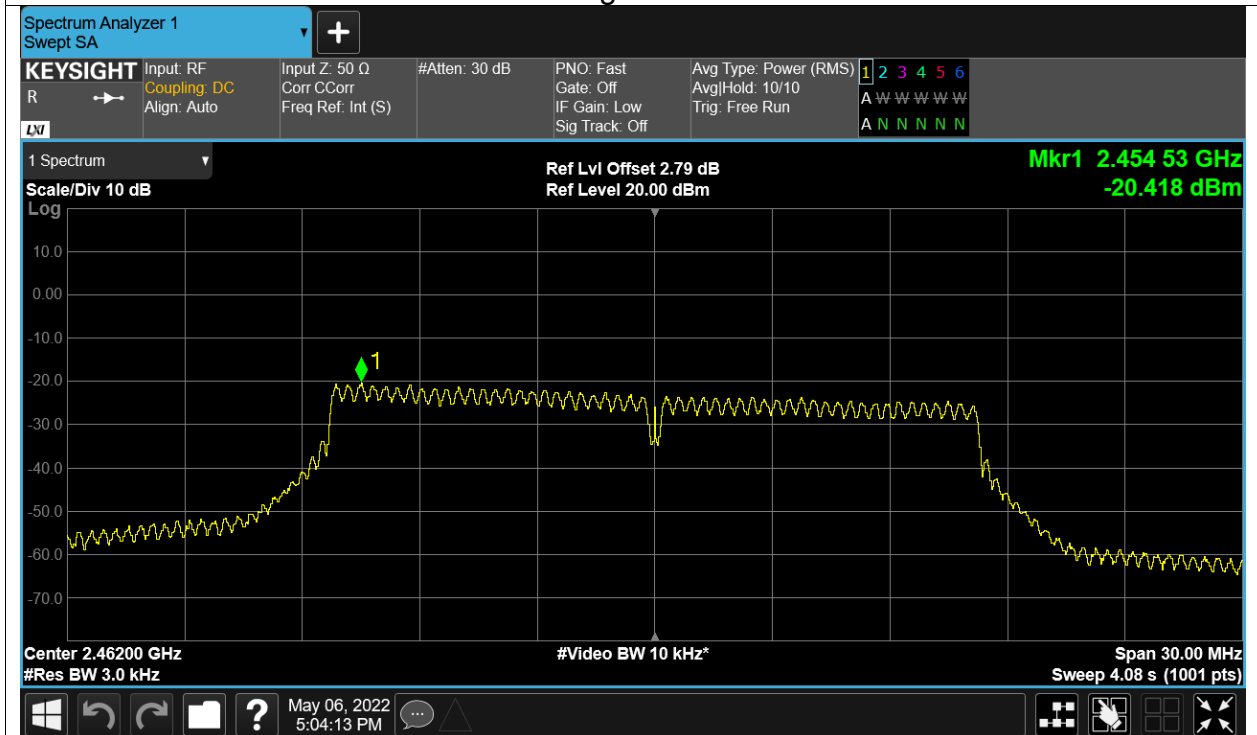 Spectrum Analyzer 1
Swept SA
KEYSIGHT
R
LXI
Input: RF
Coupling: DC
Align: Auto
Input Z: 50 Ω
Corr CCorr
Freq Ref: Int (S)
#Atten: 30 dB
PNO: Fast
Gate: Off
IF Gain: Low
Sig Track: Off
Avg Type: Power (RMS)
Avg|Hold: 10/10
Trig: Free Run
1 2 3 4 5 6
A W W W W W
A N N N N N
1 Spectrum
Scale/Div 10 dB
Log
Ref Lvl Offset 2.79 dB
Ref Level 20.00 dBm
Mkr1 2.454 53 GHz
-20.418 dBm
10.0
0.00
-10.0
1
-20.0
-30.0
-40.0
-50.0
-60.0
-70.0
Center 2.46200 GHz
#Res BW 3.0 kHz
#Video BW 10 kHz*
Span 30.00 MHz
Sweep 4.08 s (1001 pts)
?
May 06, 2022
5:04:13 PM